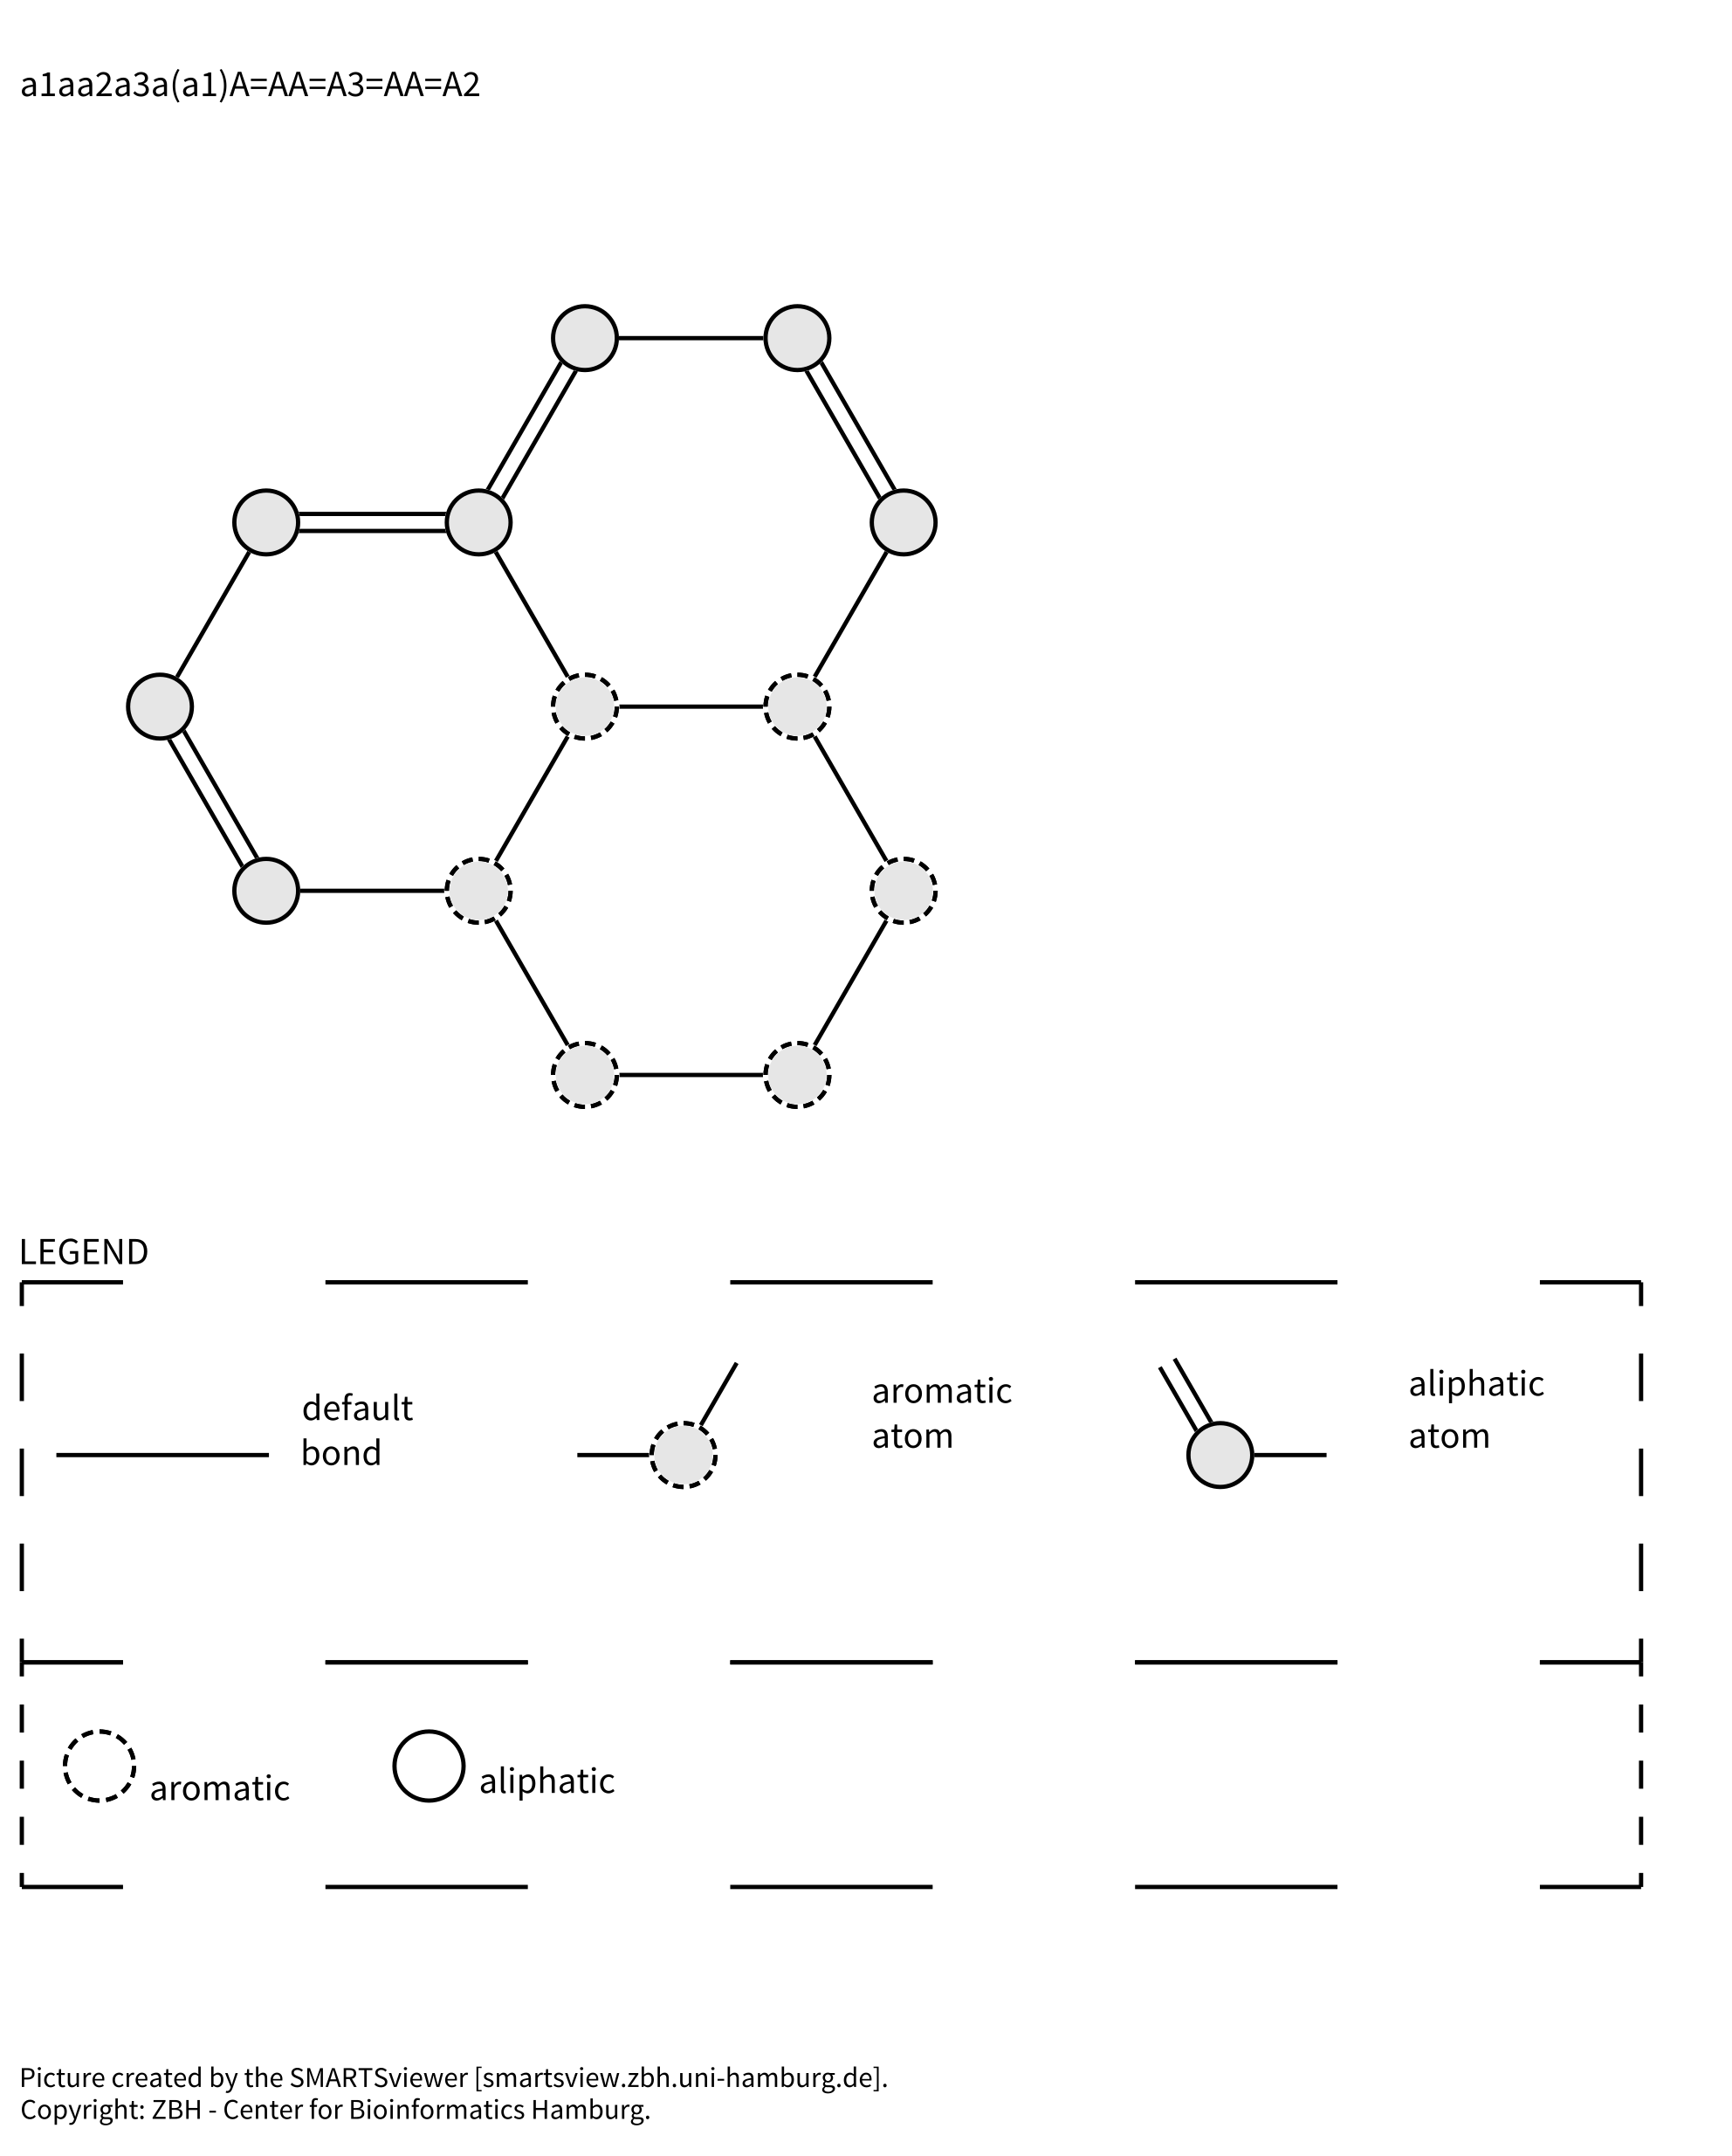 a1aa2a3a(a1)A=AA=A3=AA=A2
LEGEND
default
bond
aromatic
atom
aliphatic
atom
aromatic
aliphatic
Picture created by the SMARTSviewer [smartsview.zbh.uni-hamburg.de].
Copyright: ZBH - Center for Bioinformatics Hamburg.